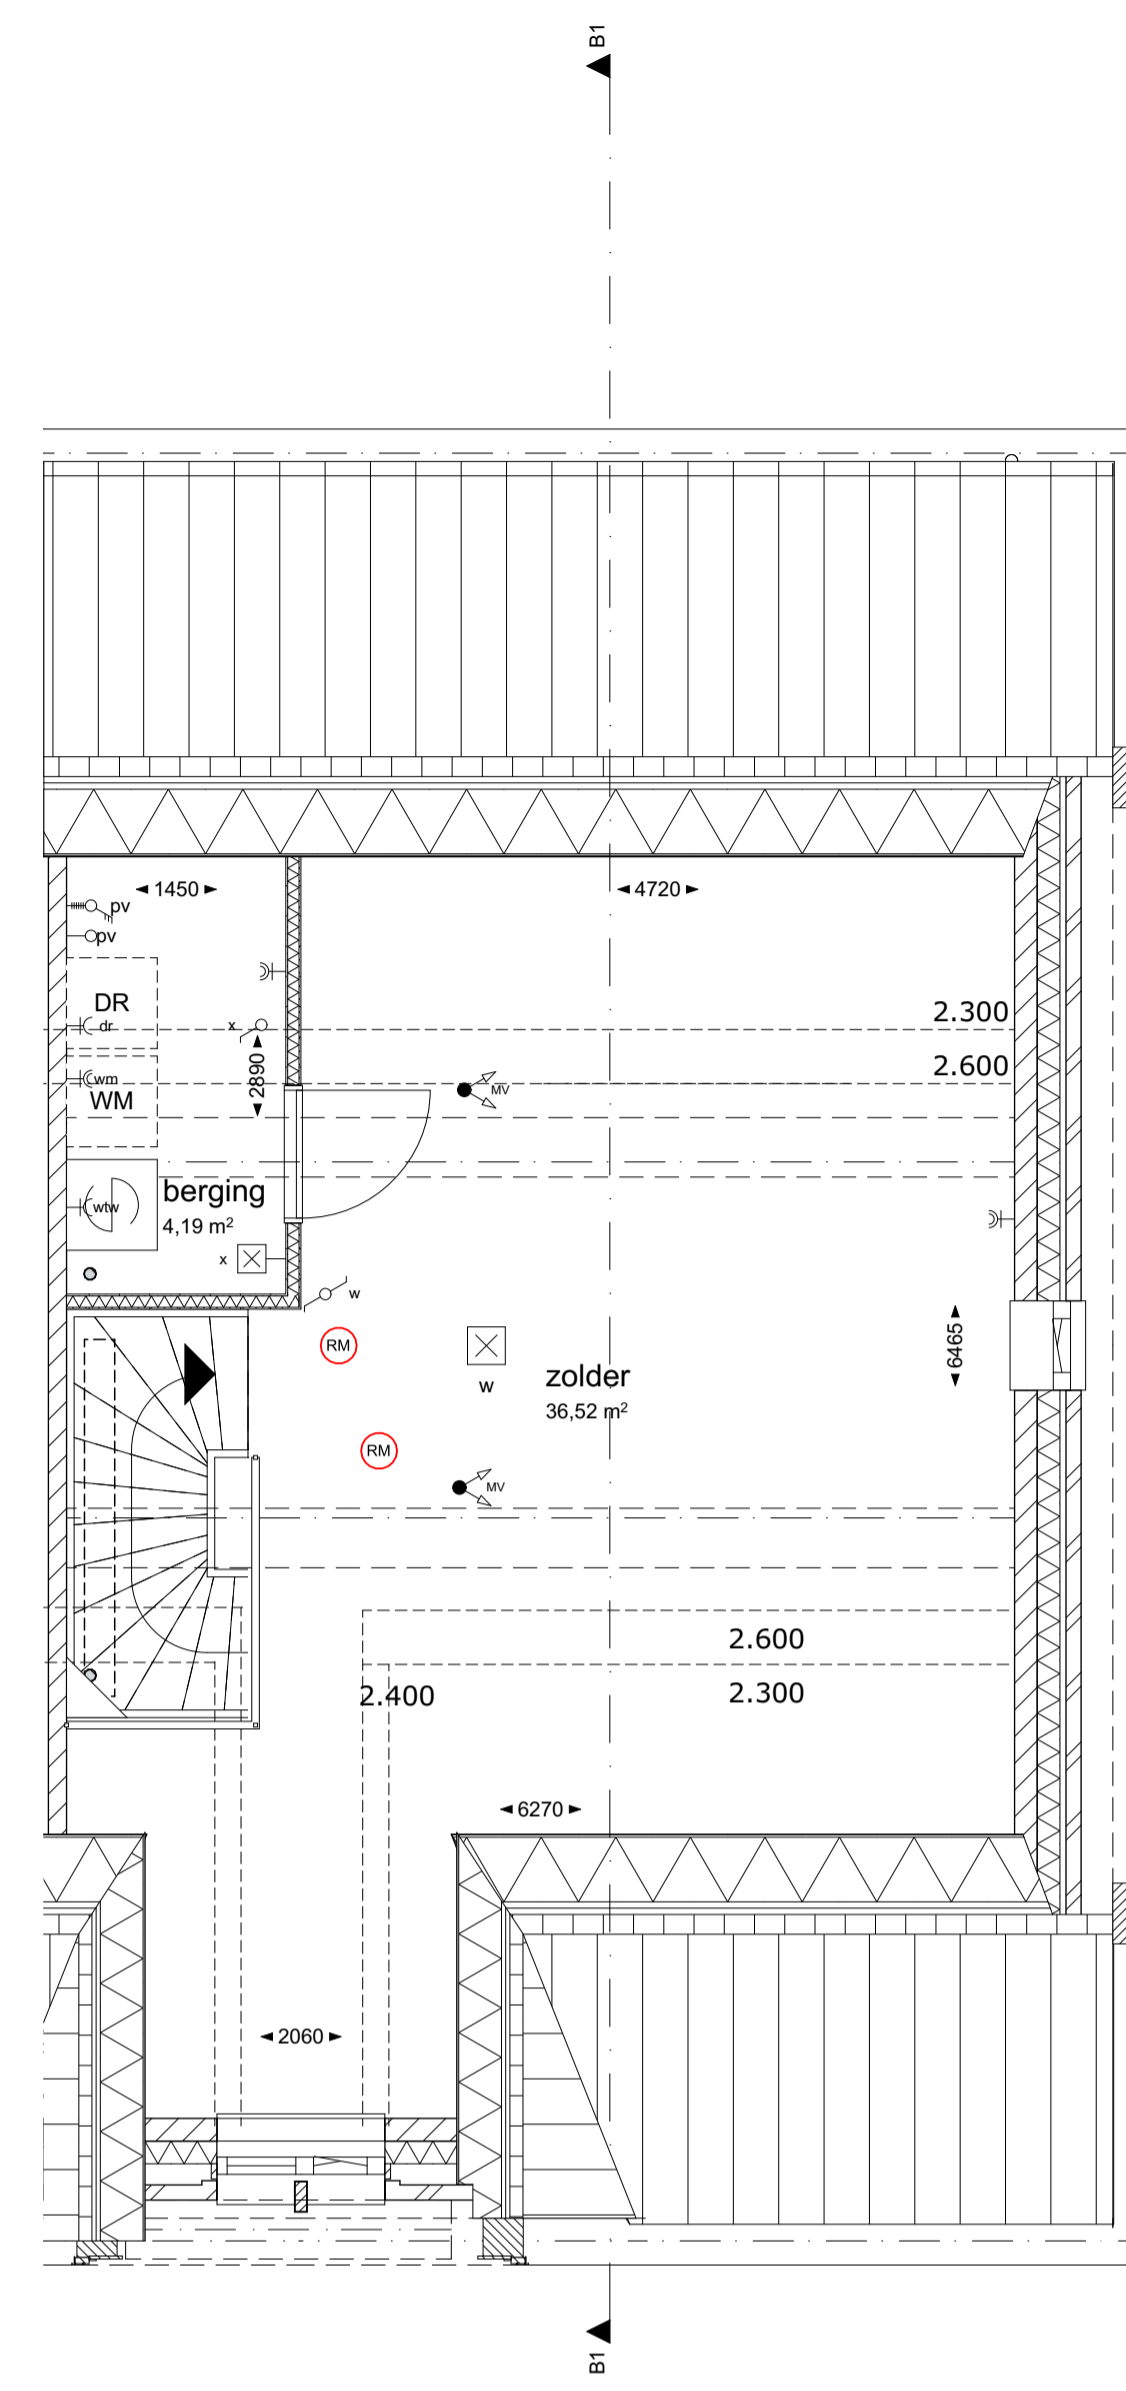 B1
1450
4720
pv
pv
DR
dr
x
2.300
2.600
2890
wm
WM
MV
berging
4,19 m²
wtw
x
w
RM
w
zolder
36,52 m²
6465
RM
MV
2.600
2.400
2.300
6270
2060
B1